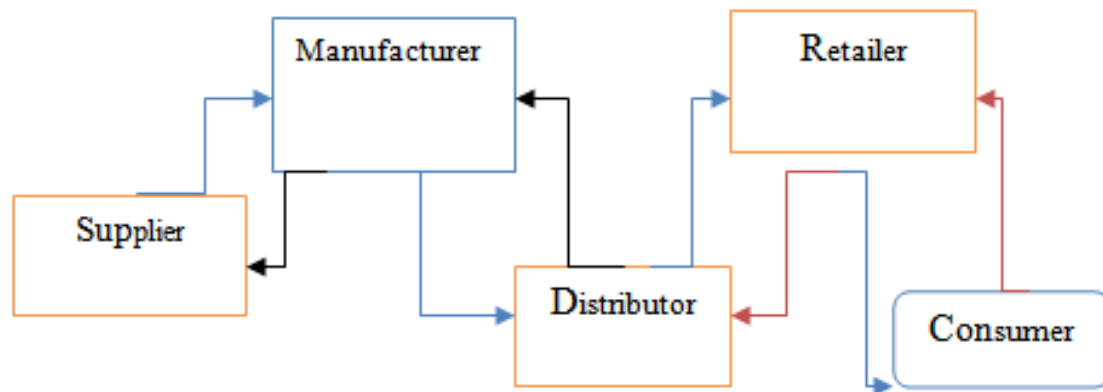 Manufacturer
Retailer
Supplier
Distributor
Consumer